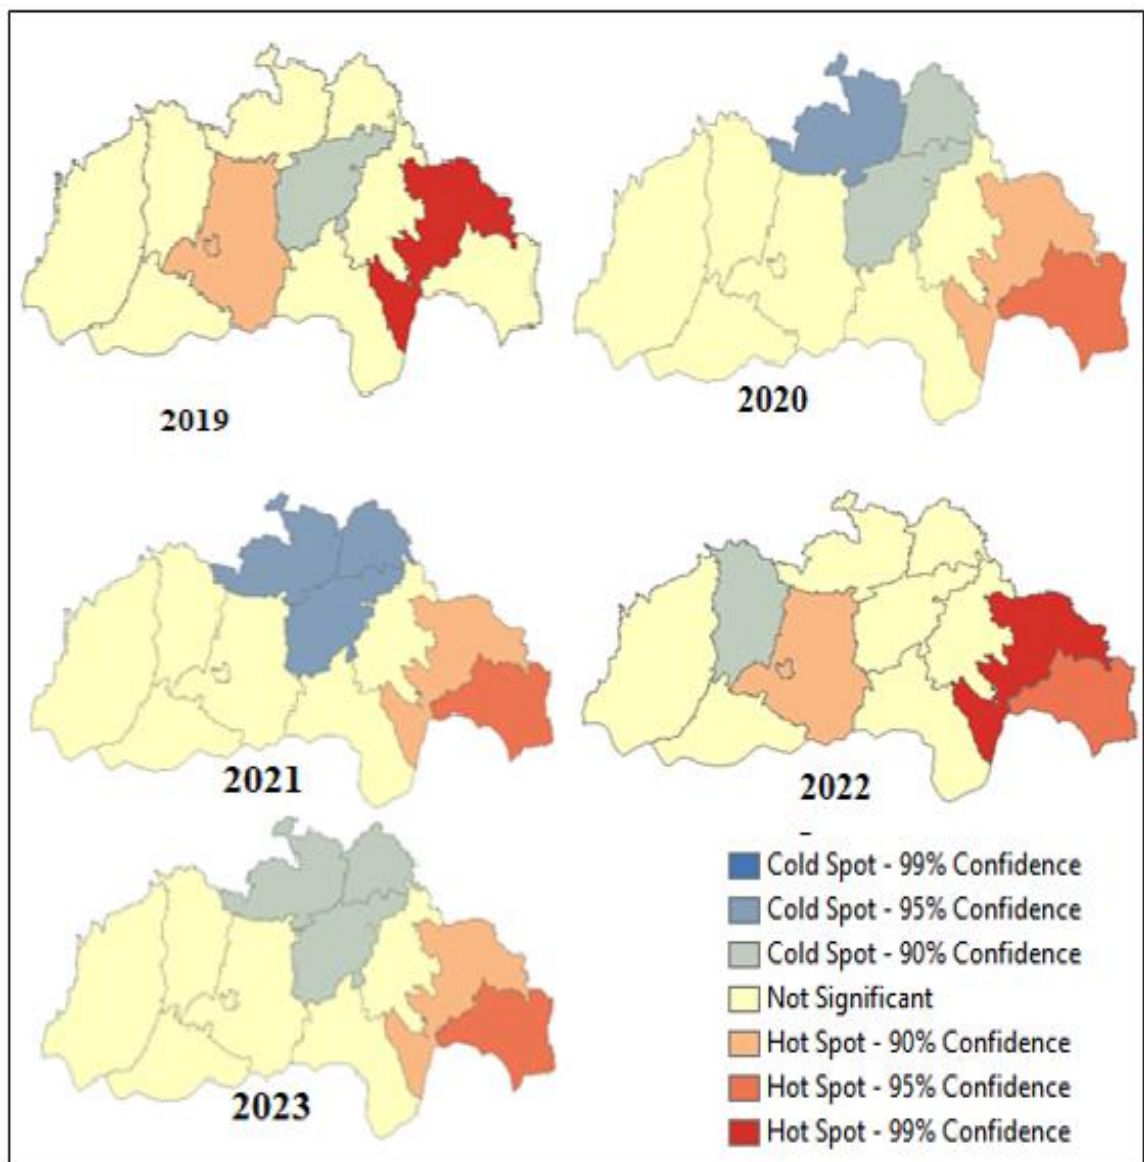 2019
2020
2021
2022
2023
Cold Spot - 99% Confidence
Cold Spot - 95% Confidence
Cold Spot - 90% Confidence
Not Significant
Hot Spot - 90% Confidence
Hot Spot - 95% Confidence
Hot Spot - 99% Confidence